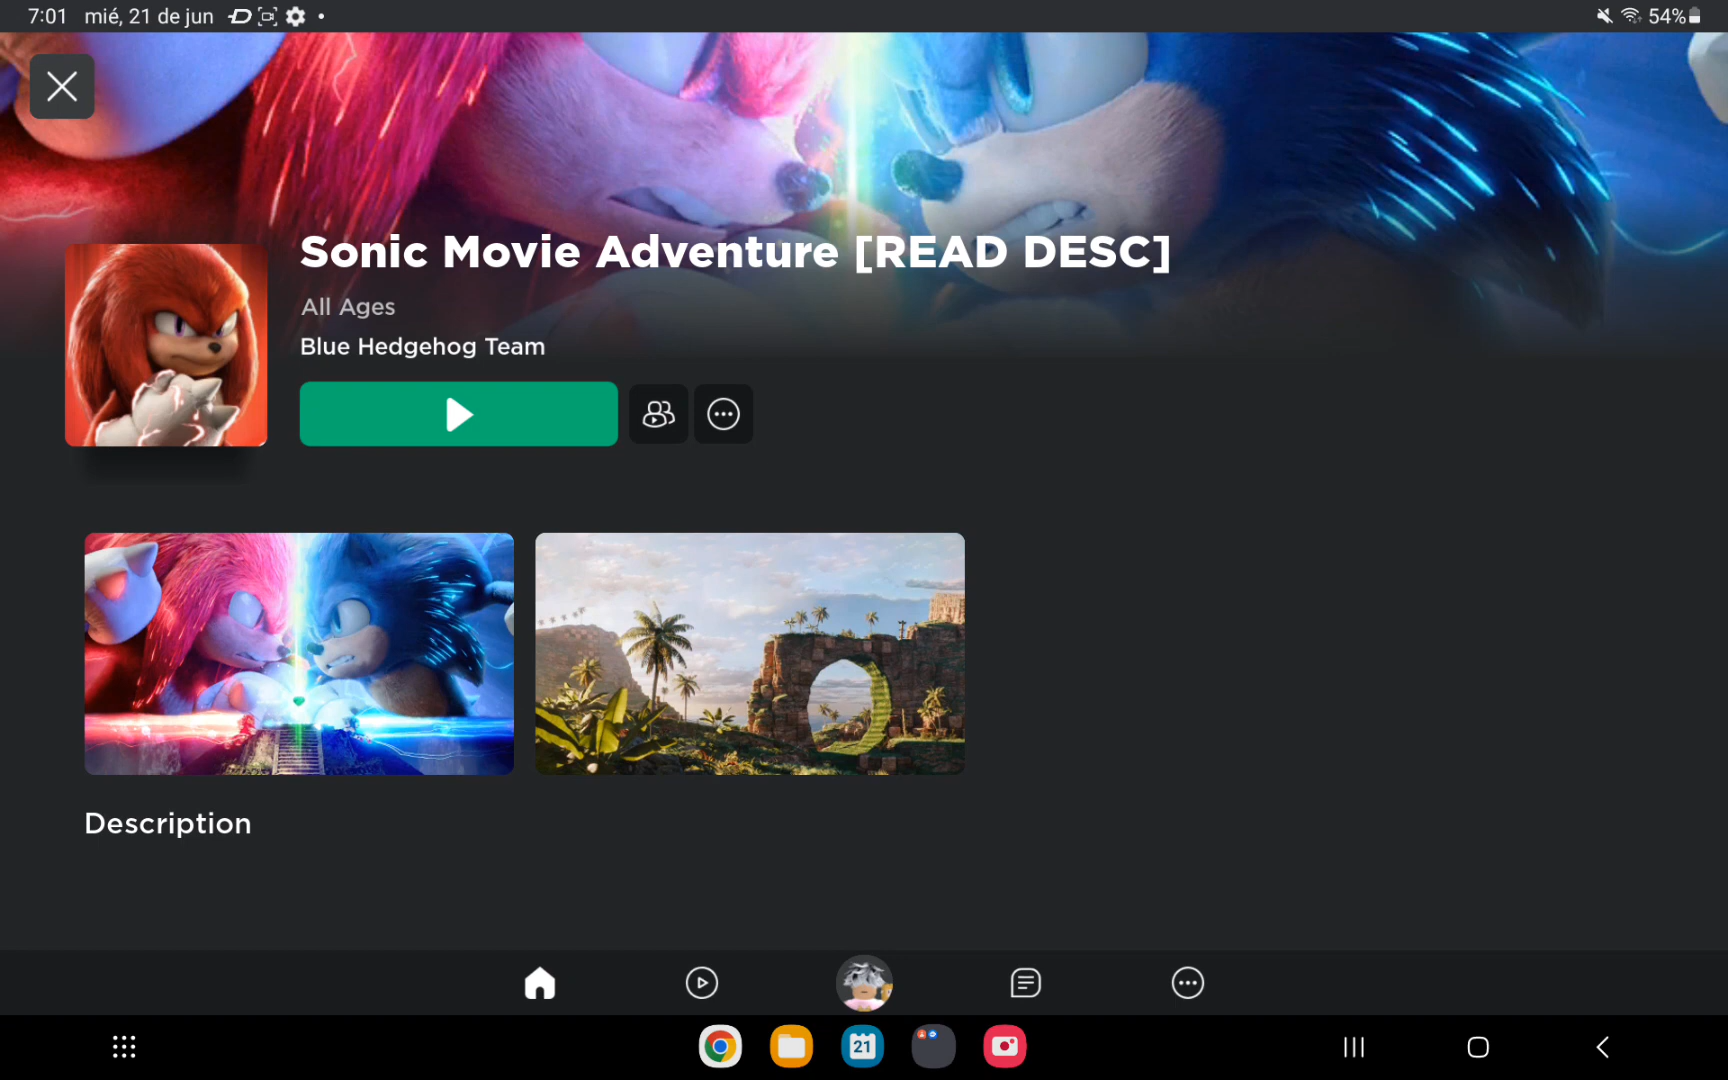 7:01 mié, 21 de jun
54%
Sonic Movie Adventure [READ DESC]
All Ages
Blue Hedgehog Team
Description
21